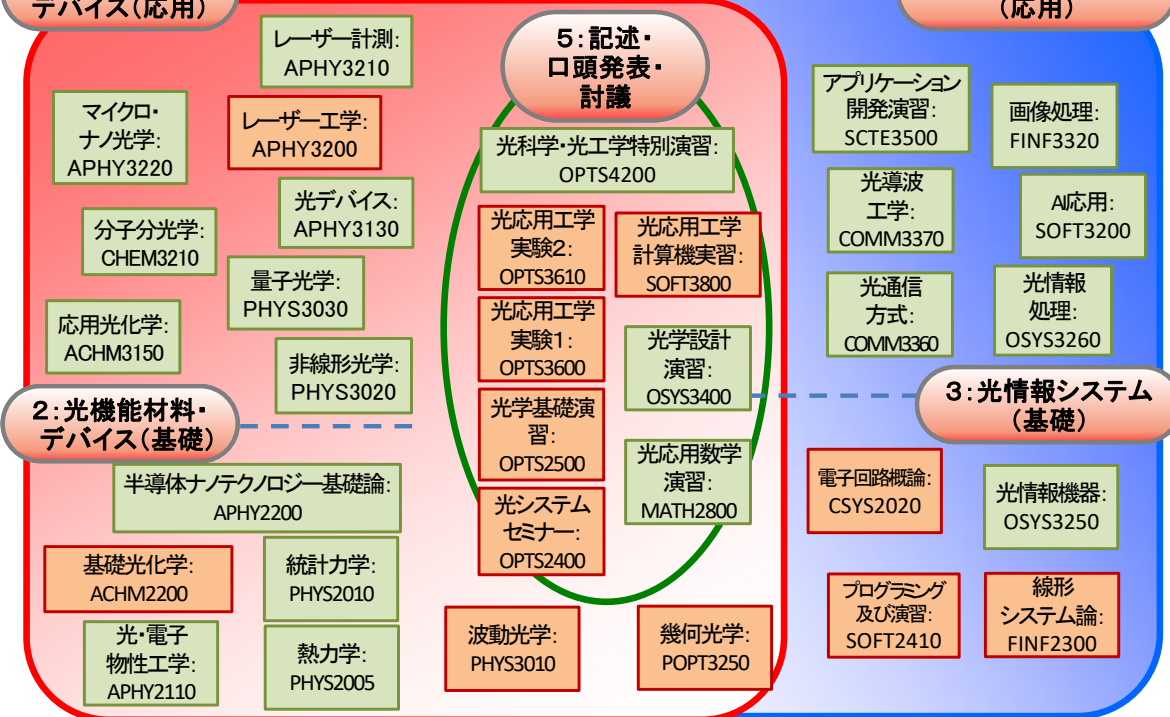 デバイス(応用)
(応用)
レーザー計測:
APHY3210
マイクロ・
ナノ光学:
APHY3220
レーザー工学:
APHY3200
光デバイス:
APHY3130
分子分光学:
CHEM3210
量子光学:
PHYS3030
応用光化学:
ACHM3150
非線形光学:
PHYS3020
2:光機能材料・
デバイス(基礎)
半導体ナノテクノロジー基礎論:
APHY2200
基礎光化学:
ACHM2200
統計力学:
PHYS2010
光・電子
物性工学:
APHY2110
熱力学:
PHYS2005
5:記述・
口頭発表・
討議
光科学・光工学特別演習:
OPTS4200
光応用工学
実験2:
OPTS3610
光応用工学
計算機実習:
SOFT3800
光応用工学
実験1:
OPTS3600
光学設計
演習:
OSYS3400
光学基礎演
習:
OPTS2500
光応用数学
演習:
MATH2800
光システム
セミナー:
OPTS2400
波動光学:
PHYS3010
幾何光学:
POPT3250
アプリケーション
開発演習:
SCTE3500
画像処理:
FINF3320
光導波
工学:
COMM3370
AI応用:
SOFT3200
光通信
方式:
COMM3360
光情報
処理:
OSYS3260
3:光情報システム
(基礎)
電子回路概論:
CSYS2020
光情報機器:
OSYS3250
プログラミング
及び演習:
SOFT2410
線形
システム論:
FINF2300